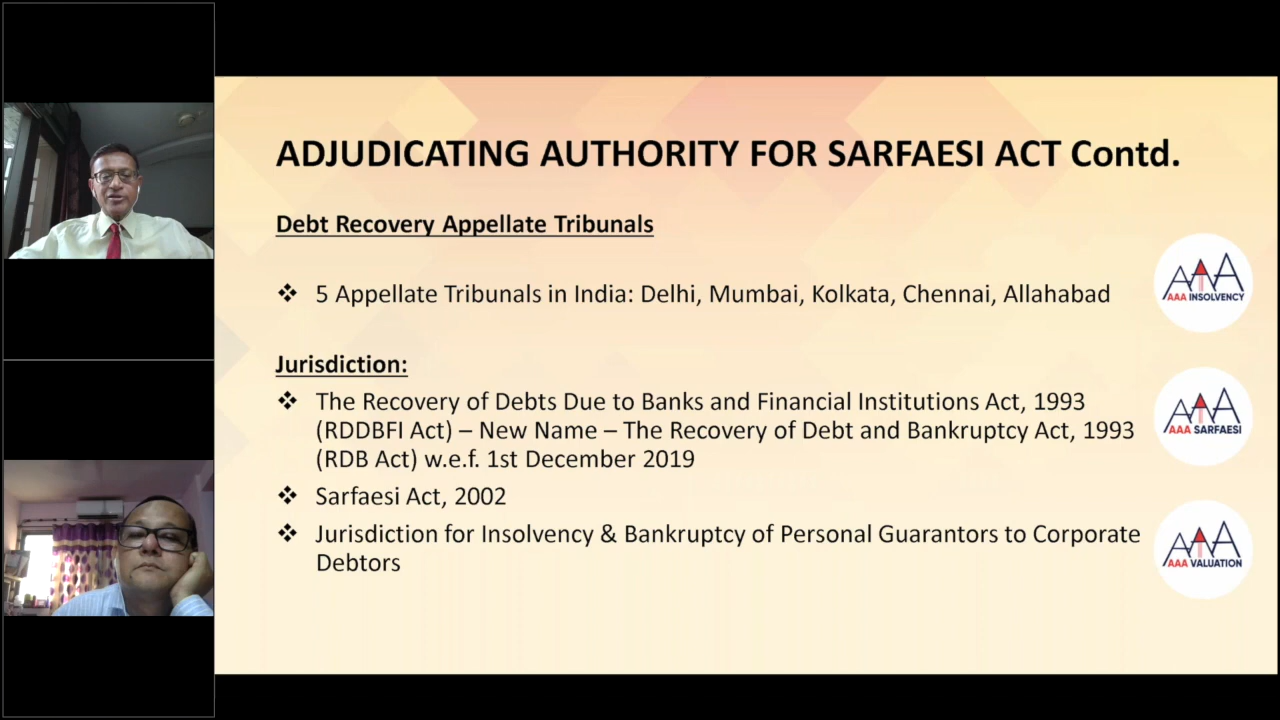 ADJUDICATING AUTHORITY FOR SARFAESI ACT Contd.
Debt Recovery Appellate Tribunals
❖ 5 Appellate Tribunals in India: Delhi, Mumbai, Kolkata, Chennai, Allahabad
AAA INSOLVENCY
Jurisdiction:
❖ The Recovery of Debts Due to Banks and Financial Institutions Act, 1993
(RDDBFI Act) – New Name – The Recovery of Debt and Bankruptcy Act, 1993
(RDB Act) w.e.f. 1st December 2019
AAA SARFAESI
❖ Sarfaesi Act, 2002
❖ Jurisdiction for Insolvency & Bankruptcy of Personal Guarantors to Corporate
Debtors
AAA VALUATION